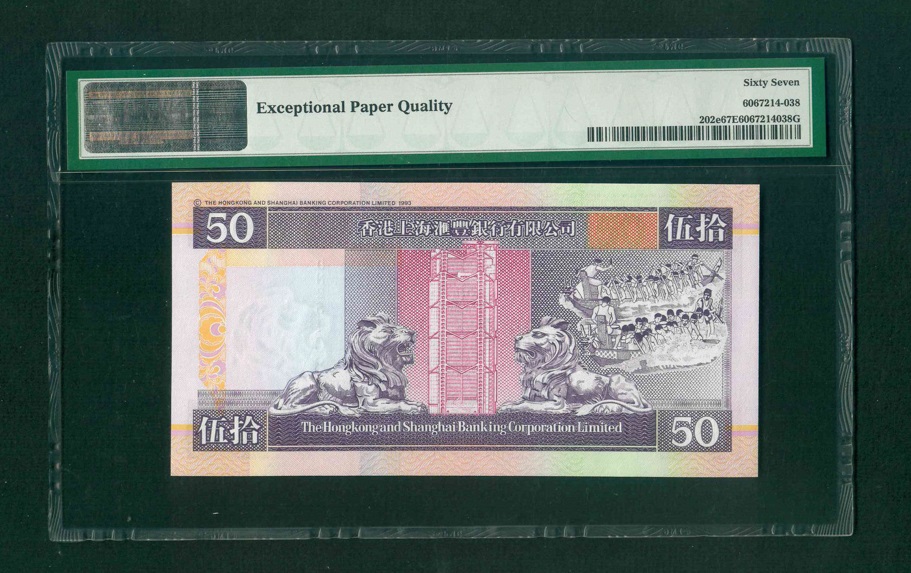 Sixty Seven
Exceptional Paper Quality
6067214-038
202e67E6067214038G
© THE HONGKONG AND SHANGHAI BANKING CORPORATION LIMITED 1993
50
香港上海滙豐銀行有限公司
伍拾
伍拾
The Hongkong and Shanghai Banking Corporation Limited
50